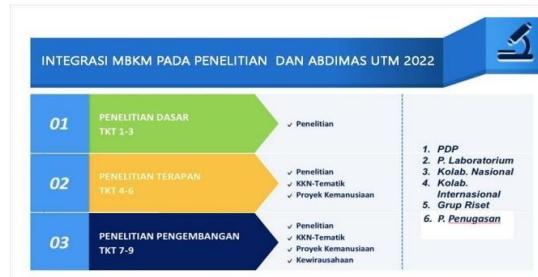 INTEGRASI MBKM PADA PENELITIAN DAN ABDIMAS UTM 2022
01
PENELITIAN DASAR
TKT 1-3
✓ Penelitian
02
PENELITIAN TERAPAN
TKT 4-6
✓ Penelitian
✓ KKN-Tematik
✓ Proyek Kemanusiaan
03
PENELITIAN PENGEMBANGAN
TKT 7-9
✓ Penelitian
✓ KKN-Tematik
✓ Proyek Kemanusiaan
✓ Kewirausahaan
1. PDP
2. P. Laboratorium
3. Kolab. Nasional
4. Kolab.
Internasional
5. Grup Riset
6. P. Penugasan